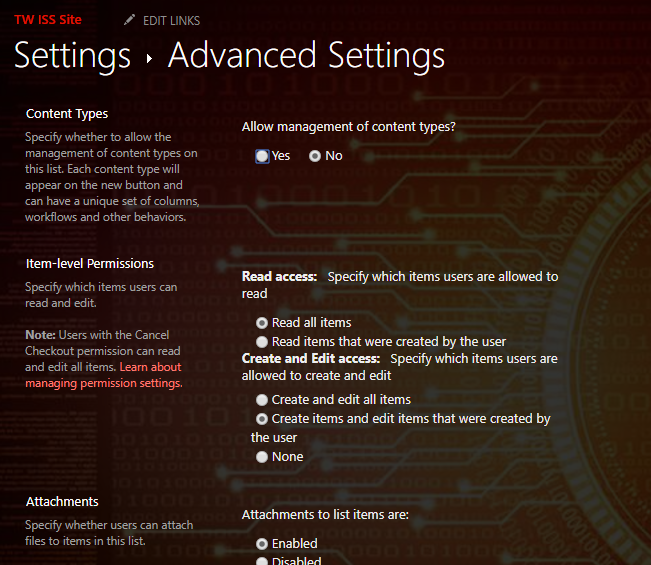 TW ISS Site
EDIT LINKS
Settings ▸ Advanced Settings
Content Types
Specify whether to allow the
management of content types on
this list. Each content type will
appear on the new button and
can have a unique set of columns,
workflows and other behaviors.
Allow management of content types?
Yes No
Item-level Permissions
Specify which items users can
read and edit.
Note: Users with the Cancel
Checkout permission can read
and edit all items. Learn about
managing permission settings.
Read access: Specify which items users are allowed to
read
Read all items
Read items that were created by the user
Create and Edit access: Specify which items users are
allowed to create and edit
Create and edit all items
Create items and edit items that were created by
the user
None
Attachments
Specify whether users can attach
files to items in this list.
Attachments to list items are:
Enabled
Disabled